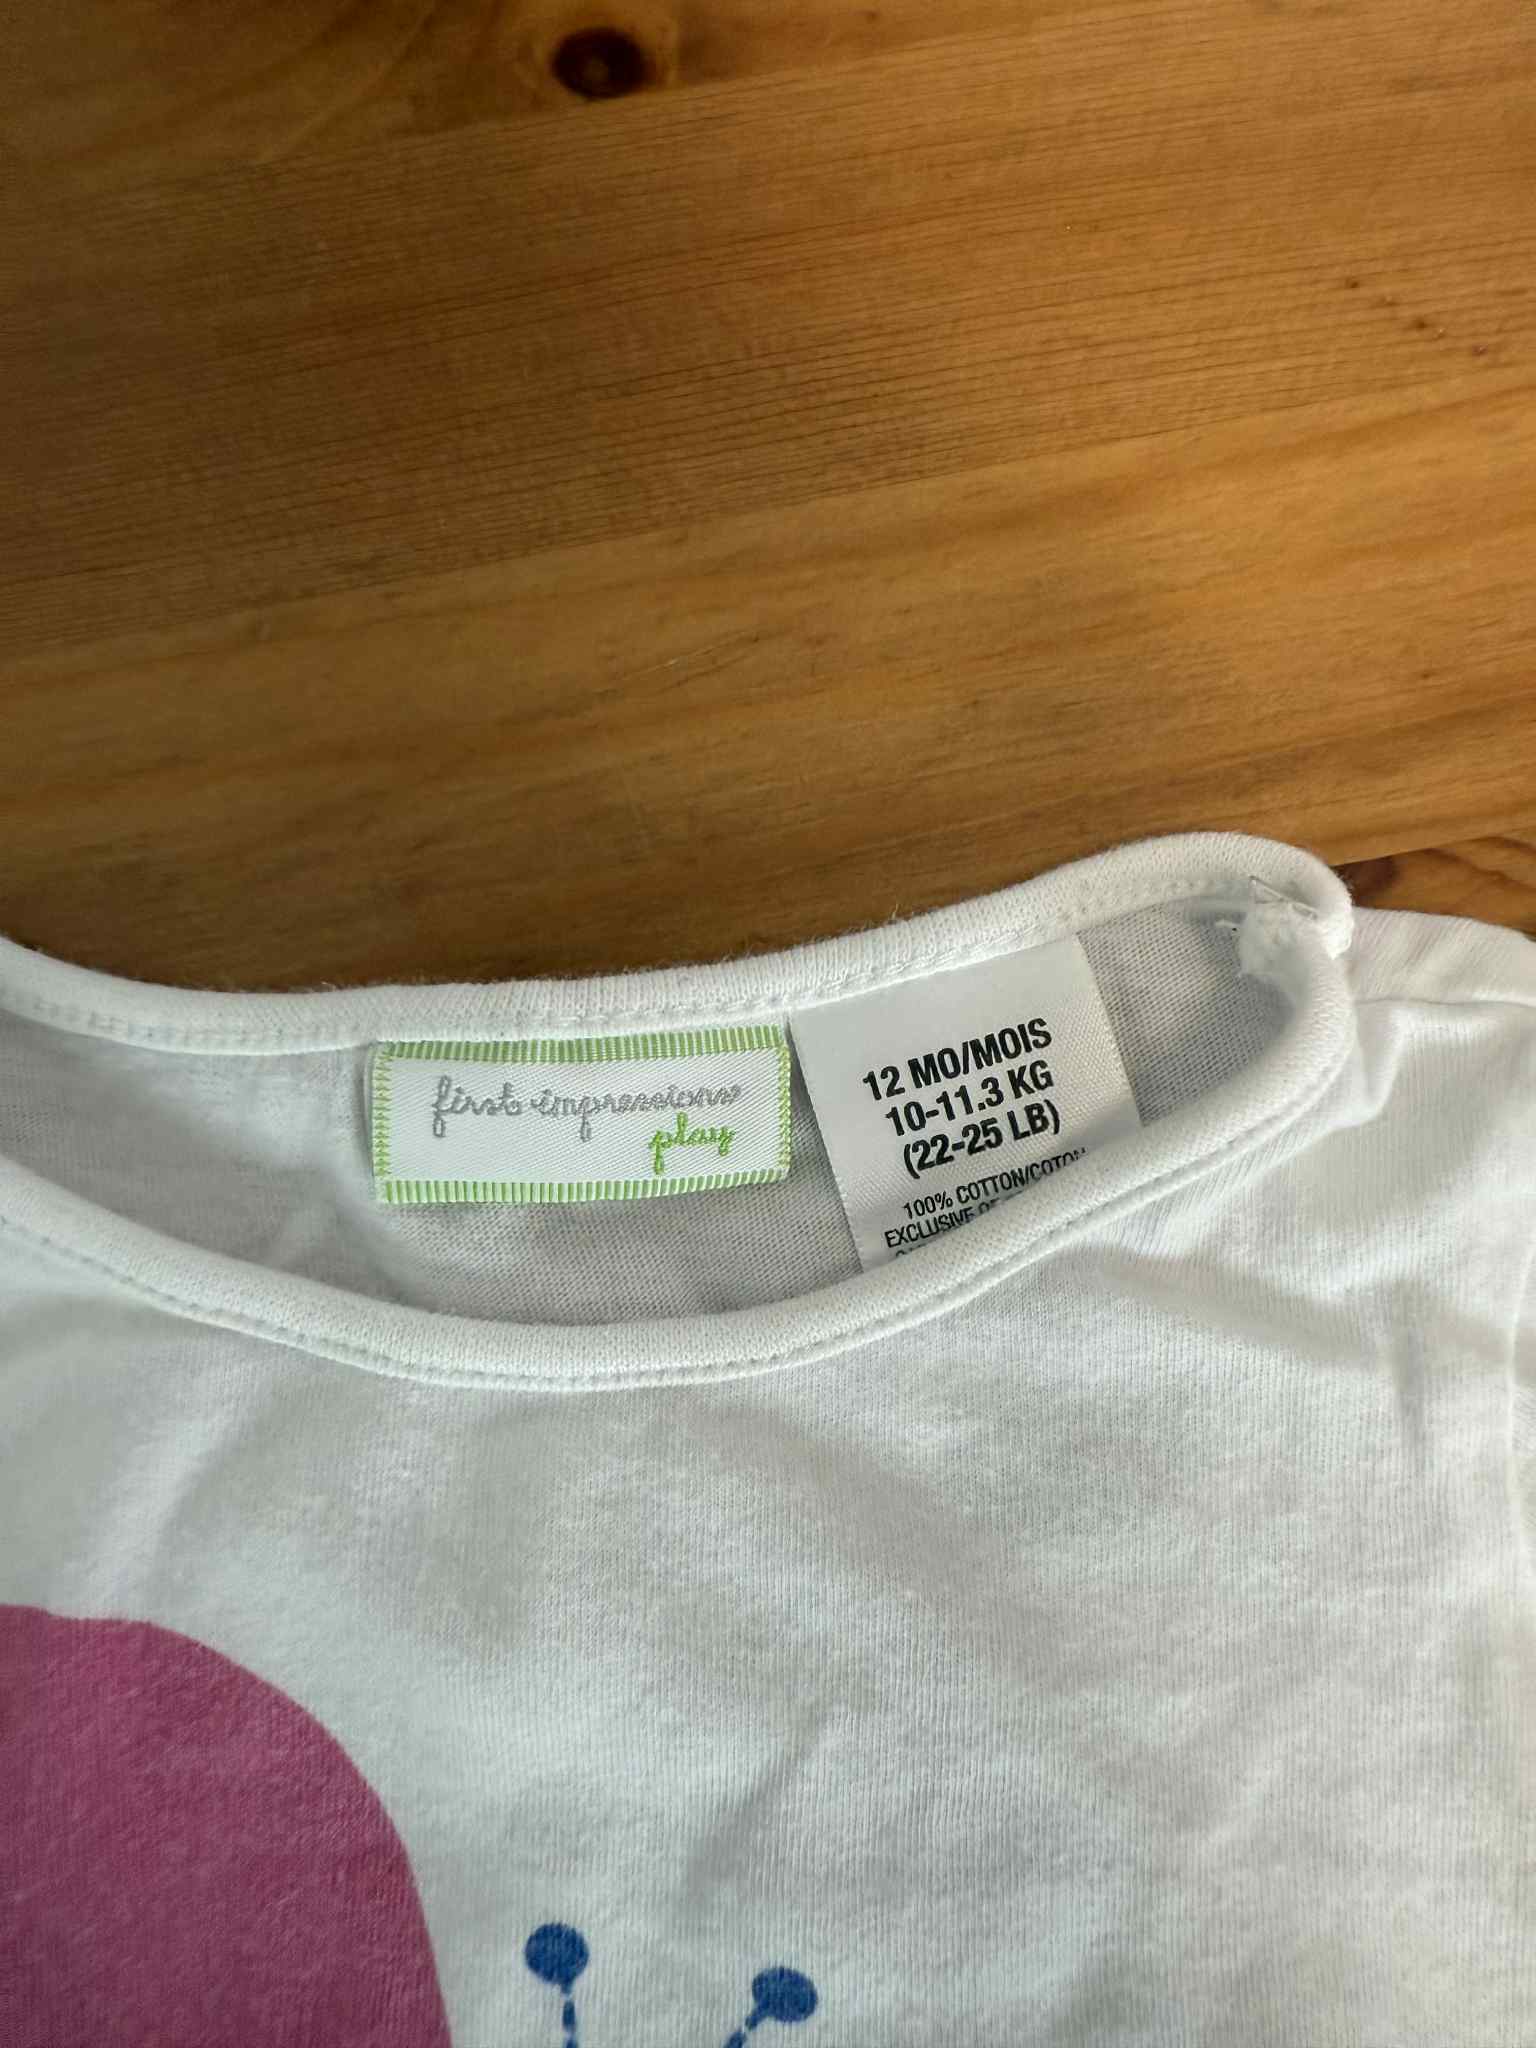 first impressions
play
12 MO/MOIS
10-11.3 KG
(22-25 LB)
100% COTTON/COTON
EXCLUSIVE OF